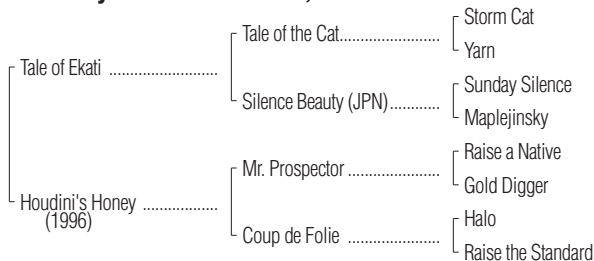 Storm Cat
Tale of the Cat....................
Yarn
Tale of Ekati ........................
Sunday Silence
Silence Beauty (JPN)...........
Maplejinsky
Raise a Native
Mr. Prospector ....................
Gold Digger
Houdini's Honey .................
(1996)
Halo
Coup de Folie ....................
Raise the Standard